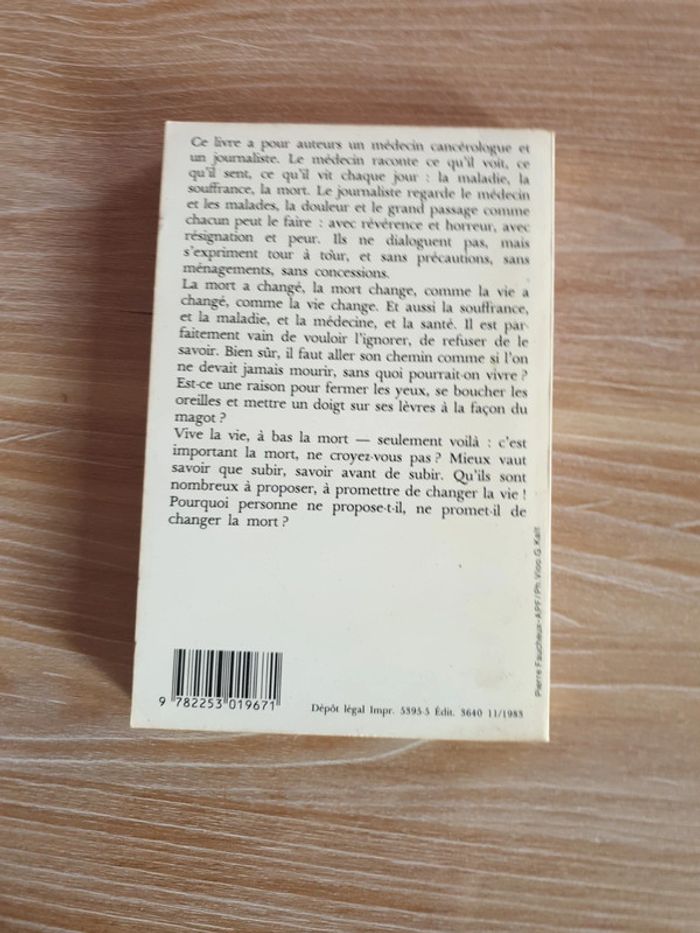 Ce livre a pour auteurs un médecin cancérologue et
un journaliste. Le médecin raconte ce qu'il voit, ce
qu'il sent, ce qu'il vit chaque jour : la maladie, la
souffrance, la mort. Le journaliste regarde le médecin
et les malades, la douleur et le grand passage comme
chacun peut le faire : avec révérence et horreur, avec
résignation et peur. Ils ne dialoguent pas, mais
s'expriment tour à tour, et sans précautions, sans
ménagements, sans concessions.
La mort a changé, la mort change, comme la vie a
changé, comme la vie change. Et aussi la souffrance,
et la maladie, et la médecine, et la santé. Il est par-
faitement vain de vouloir l'ignorer, de refuser de le
savoir. Bien sûr, il faut aller son chemin comme si l'on
ne devait jamais mourir, sans quoi pourrait-on vivre ?
Est-ce une raison pour fermer les yeux, se boucher les
oreilles et mettre un doigt sur ses lèvres à la façon du
magot ?
Vive la vie, à bas la mort — seulement voilà : c'est
important la mort, ne croyez-vous pas ? Mieux vaut
savoir que subir, savoir avant de subir. Qu'ils sont
nombreux à proposer, à promettre de changer la vie !
Pourquoi personne ne propose-t-il, ne promet-il de
changer la mort ?
Pierre Faucheux-APF/Ph. Vloo.G. Kalt
9 782253 019671
Dépôt légal Impr. 5393-5 Édit. 3640 11/1983